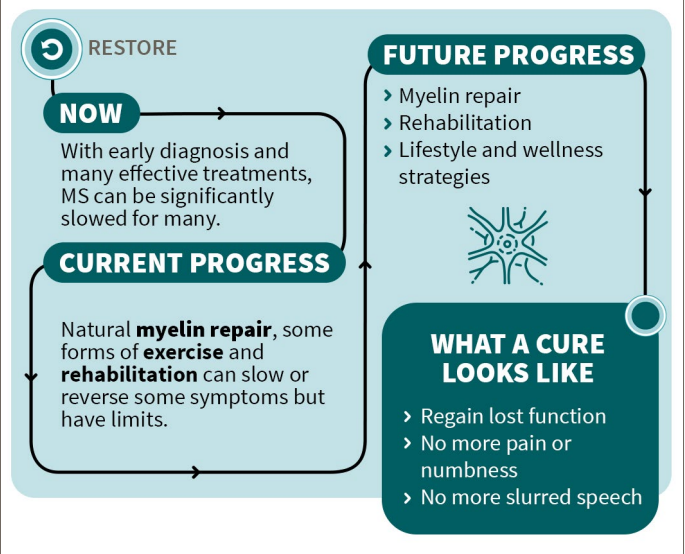 RESTORE
NOW
With early diagnosis and
many effective treatments,
MS can be significantly
slowed for many.
CURRENT PROGRESS
Natural myelin repair, some
forms of exercise and
rehabilitation can slow or
reverse some symptoms but
have limits.
FUTURE PROGRESS
Myelin repair
Rehabilitation
Lifestyle and wellness
strategies
WHAT A CURE
LOOKS LIKE
Regain lost function
No more pain or
numbness
No more slurred speech